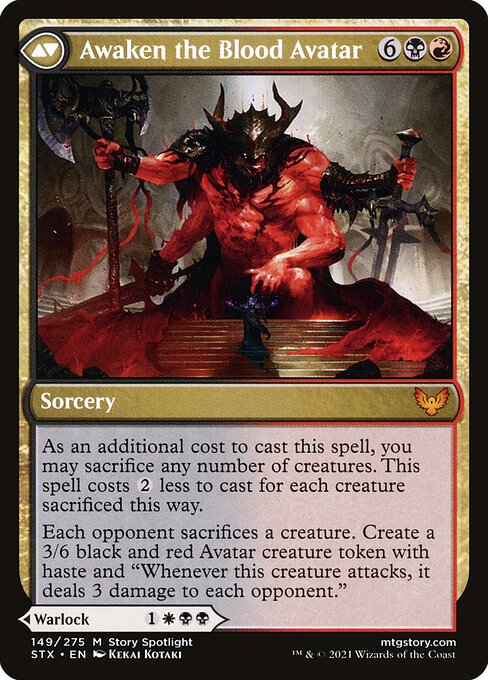 Awaken the Blood Avatar 6
Sorcery
As an additional cost to cast this spell, you
may sacrifice any number of creatures. This
spell costs 2 less to cast for each creature
sacrificed this way.
Each opponent sacrifices a creature. Create a
3/6 black and red Avatar creature token with
haste and “Whenever this creature attacks, it
deals 3 damage to each opponent.”
Warlock 1
149/275 M Story Spotlight mtgstory.com
STX • EN Kekai Kotaki ™ & © 2021 Wizards of the Coast